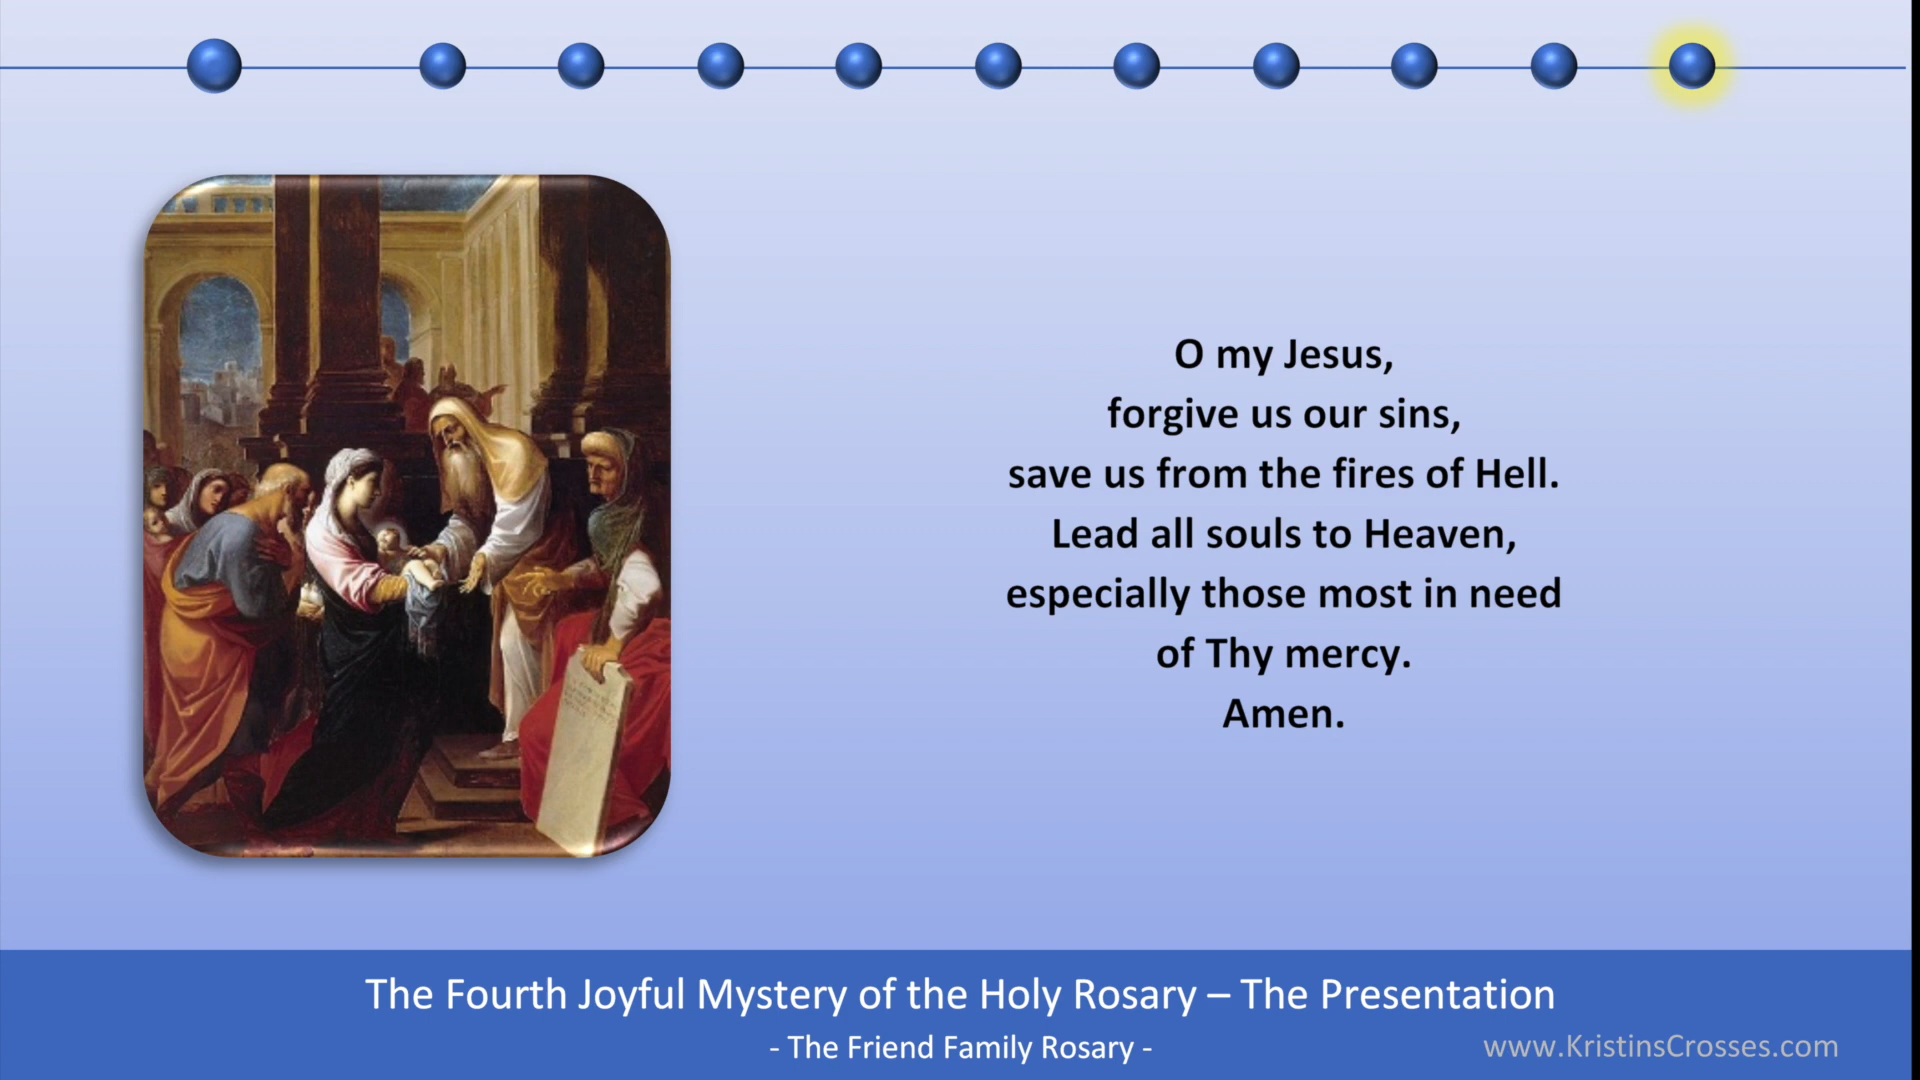 O my Jesus,
forgive us our sins,
save us from the fires of Hell.
Lead all souls to Heaven,
especially those most in need
of Thy mercy.
Amen.
The Fourth Joyful Mystery of the Holy Rosary – The Presentation
- The Friend Family Rosary -
www.KristinsCrosses.com